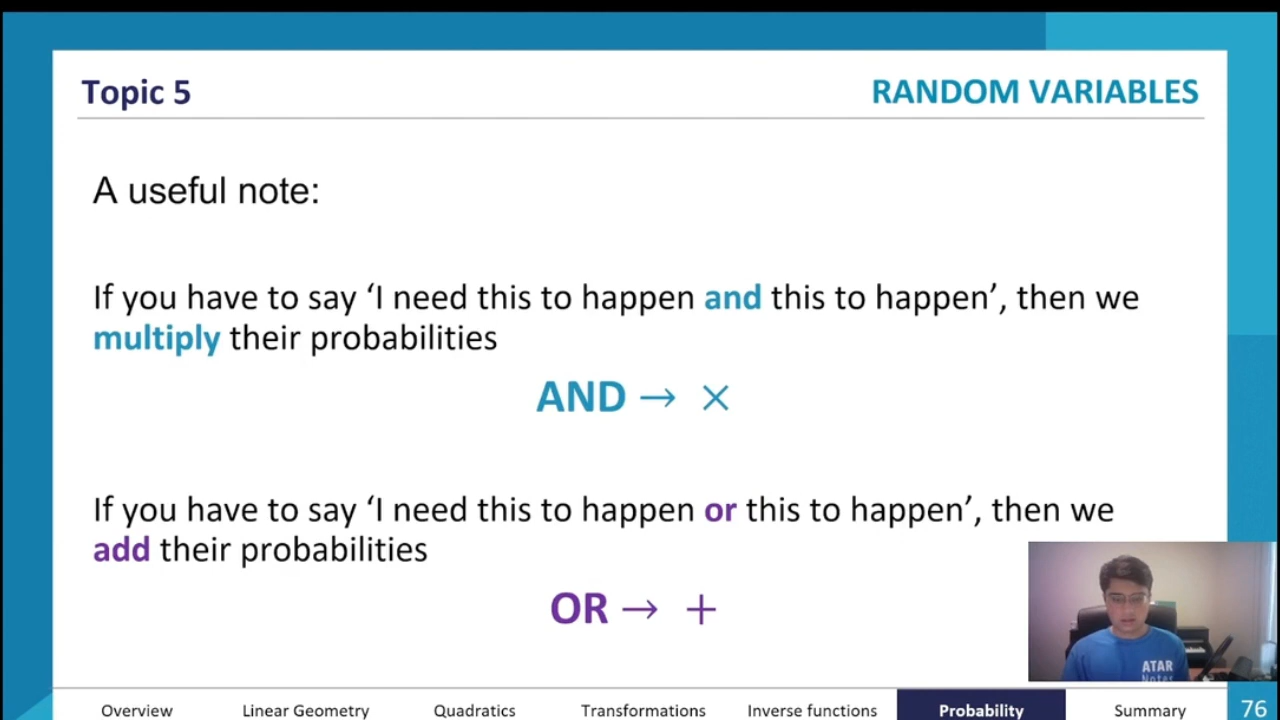 Topic 5
RANDOM VARIABLES
A useful note:
If you have to say ‘I need this to happen and this to happen’, then we
multiply their probabilities
AND → ×
If you have to say ‘I need this to happen or this to happen’, then we
add their probabilities
OR → +
ATAR
Notes
Overview
Linear Geometry
Quadratics
Transformations
Inverse functions
Probability
Summary
76